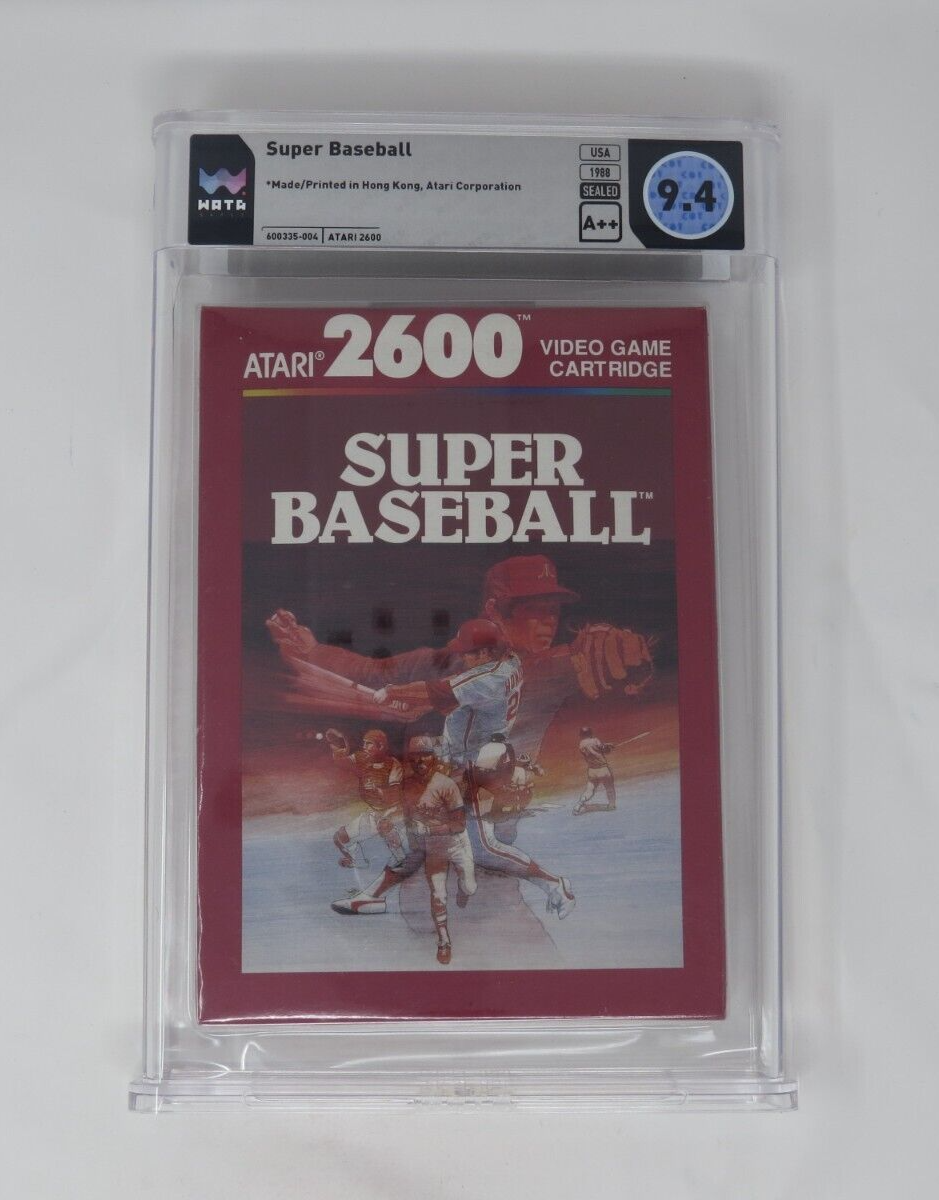 WATA
Super Baseball
*Made/Printed in Hong Kong, Atari Corporation
600335-004 | ATARI 2600
USA
1988
SEALED
A++
9.4
ATARI® 2600™ VIDEO GAME
CARTRIDGE
SUPER
BASEBALL™